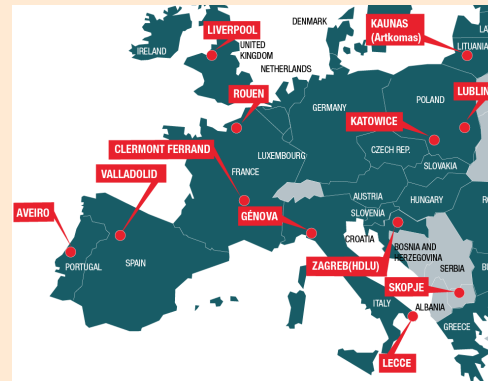 DENMARK
KAUNAS
(Artkomas)
LIVERPOOL
LITUANIA
IRELAND
UNITED
KINGDOM
NETHERLANDS
ROUEN
LUBLIN
GERMANY
POLAND
KATOWICE
CLERMONT FERRAND
CZECH REP.
LUXEMBOURG
SLOVAKIA
VALLADOLID
FRANCE
AUSTRIA
HUNGARY
AVEIRO
GÉNOVA
SLOVENIA
CROATIA
BOSNIA AND
HERZEGOVINA
PORTUGAL
SPAIN
ZAGREB(HDLU)
SERBIA
SKOPJE
ITALY
ALBANIA
GREECE
LECCE